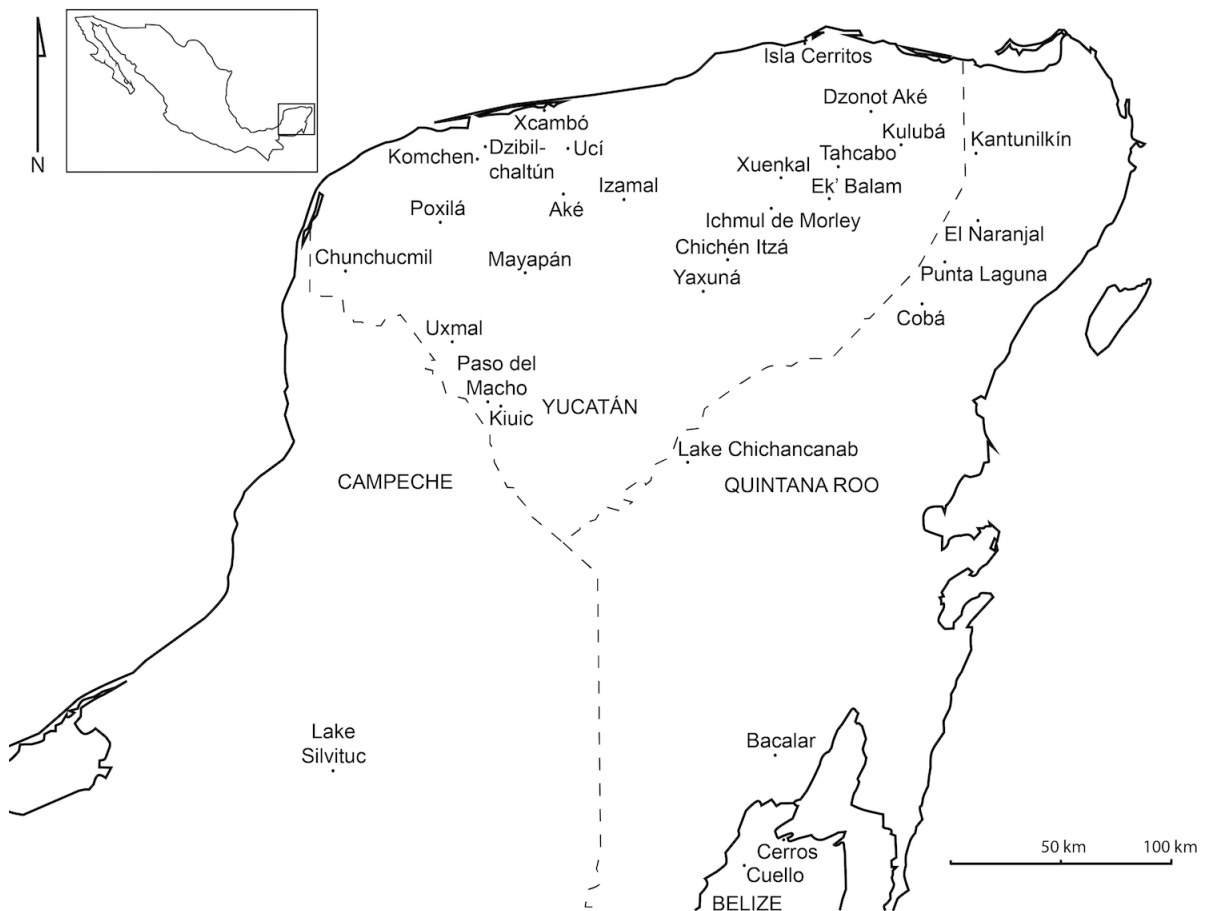 N
Isla Cerritos
Dzonot Aké
Xcambó
Kulubá
Kantunilkín
Komchen
Dzibil-
chaltún
Ucí
Tahcabo
Xuenkal
Ek' Balam
Izamal
Poxilá
Aké
Ichmul de Morley
El Naranjal
Chichén Itzá
Chunchucmil
Mayapán
Punta Laguna
Yaxuná
Cobá
Uxmal
Paso del
Macho
Kiuic
YUCATÁN
Lake Chichancanab
CAMPECHE
QUINTANA ROO
Lake
Silvituc
Bacalar
50 km
100 km
Cerros
Cuello
BELIZE